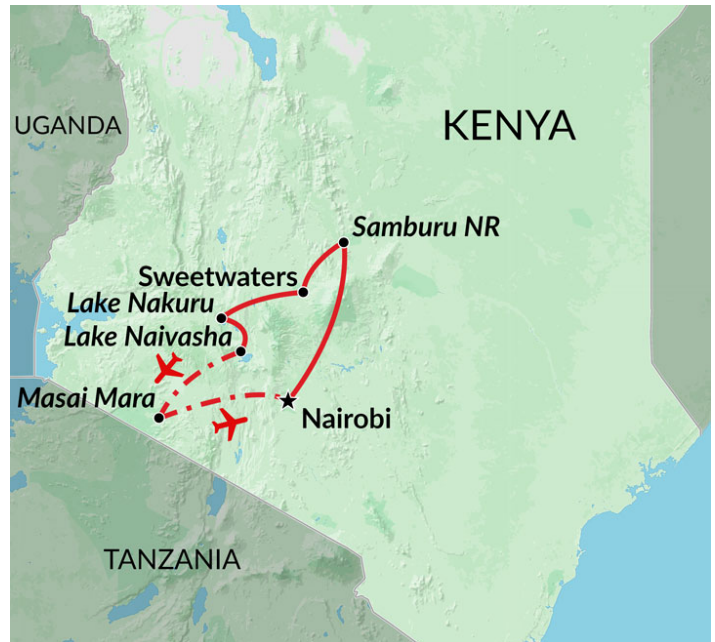 KENYA
UGANDA
Samburu NR
Sweetwaters
Lake Nakuru
Lake Naivasha
Masai Mara
Nairobi
TANZANIA